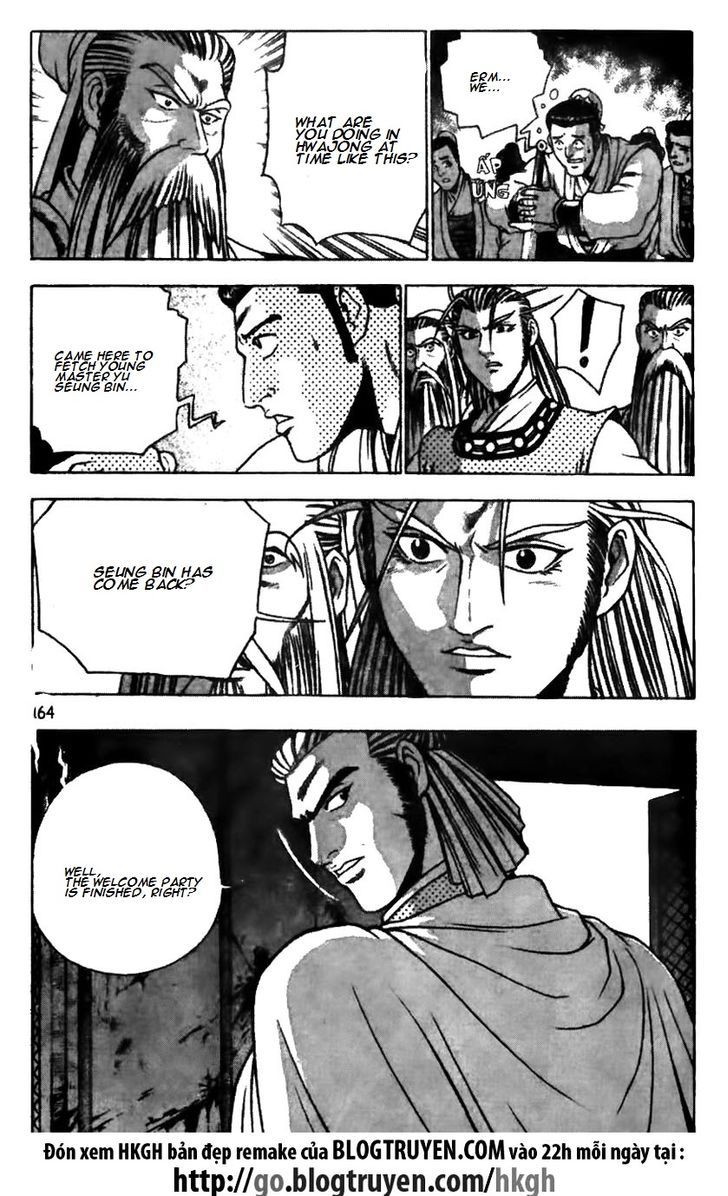 WHAT ARE
YOU DOING IN
HWAJONG AT
TIME LIKE THIS?
ERM...
WE...
ẤP
ÚNG
CAME HERE TO
FETCH YOUNG
MASTER YU
SEUNG BIN...
!
SEUNG BIN HAS
COME BACK?
164
WELL,
THE WELCOME PARTY
IS FINISHED, RIGHT?
Đón xem HKGH bản đẹp remake của BLOGTRUYEN.COM vào 22h mỗi ngày tại :
http://go.blogtruyen.com/hkgh